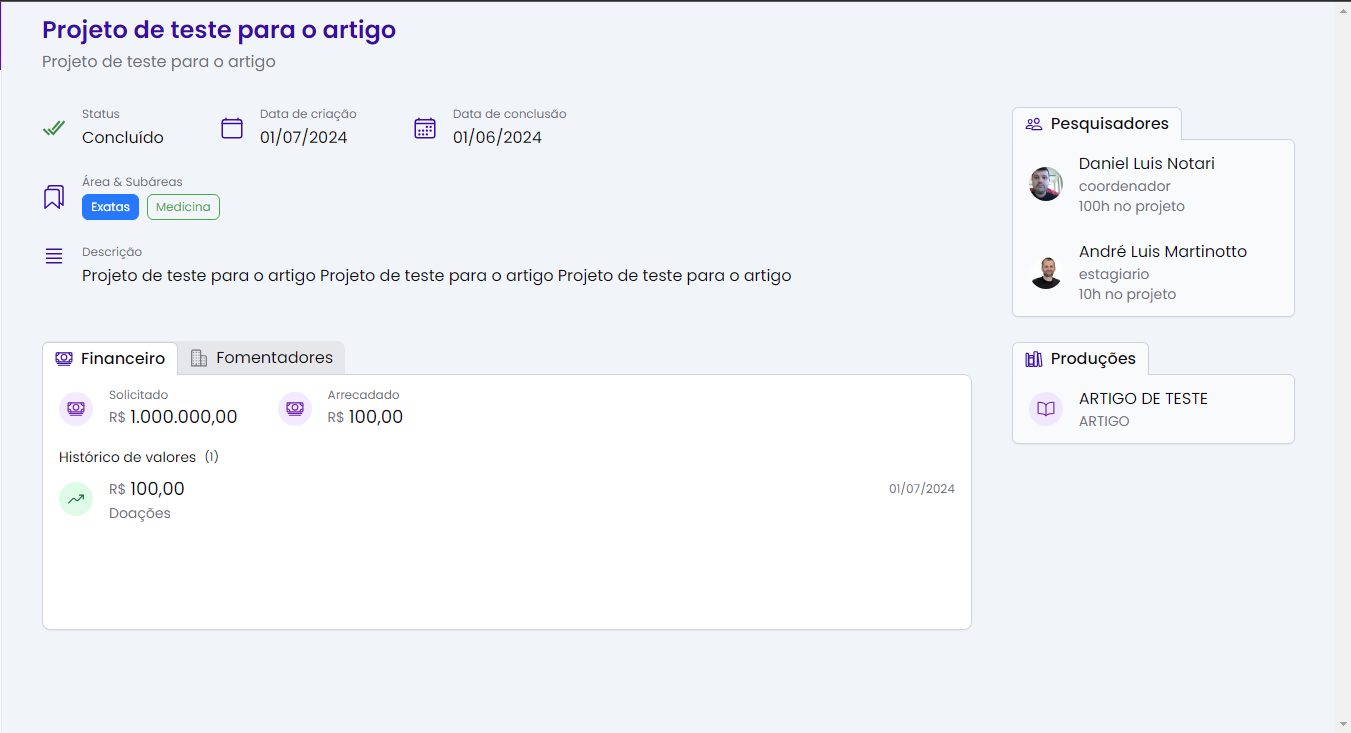 Projeto de teste para o artigo
Projeto de teste para o artigo
Status
Concluído
Data de criação
01/07/2024
Data de conclusão
01/06/2024
Área & Subáreas
Exatas
Medicina
Descrição
Projeto de teste para o artigo Projeto de teste para o artigo Projeto de teste para o artigo
Financeiro
Fomentadores
Solicitado
R$ 1.000.000,00
Arrecadado
R$ 100,00
Histórico de valores (1)
R$ 100,00
01/07/2024
Doações
Pesquisadores
Daniel Luis Notari
coordenador
100h no projeto
André Luis Martinotto
estagiario
10h no projeto
Produções
ARTIGO DE TESTE
ARTIGO